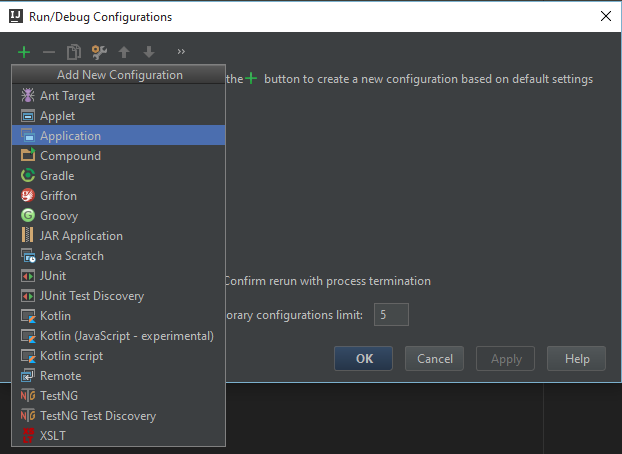 Run/Debug Configurations
Add New Configuration
the + button to create a new configuration based on default settings
Ant Target
Applet
Application
Compound
Gradle
Griffon
Groovy
JAR Application
Java Scratch
JUnit
Confirm rerun with process termination
JUnit Test Discovery
Kotlin
orary configurations limit: 5
Kotlin (JavaScript - experimental)
Kotlin script
OK Cancel Apply Help
Remote
TestNG
TestNG Test Discovery
XSLT